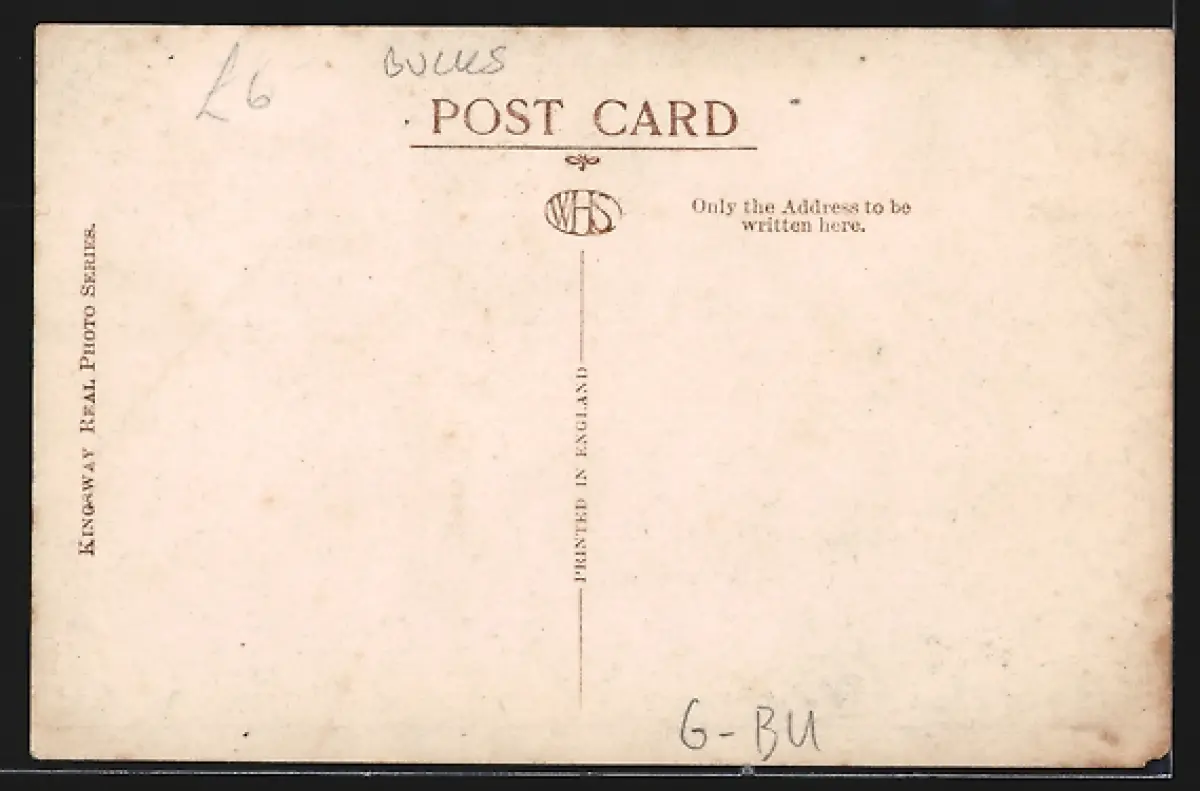 £6
BUCKS
POST CARD
WHS
Only the Address to be
written here.
KINGSWAY REAL PHOTO SERIES.
PRINTED IN ENGLAND
G-BU